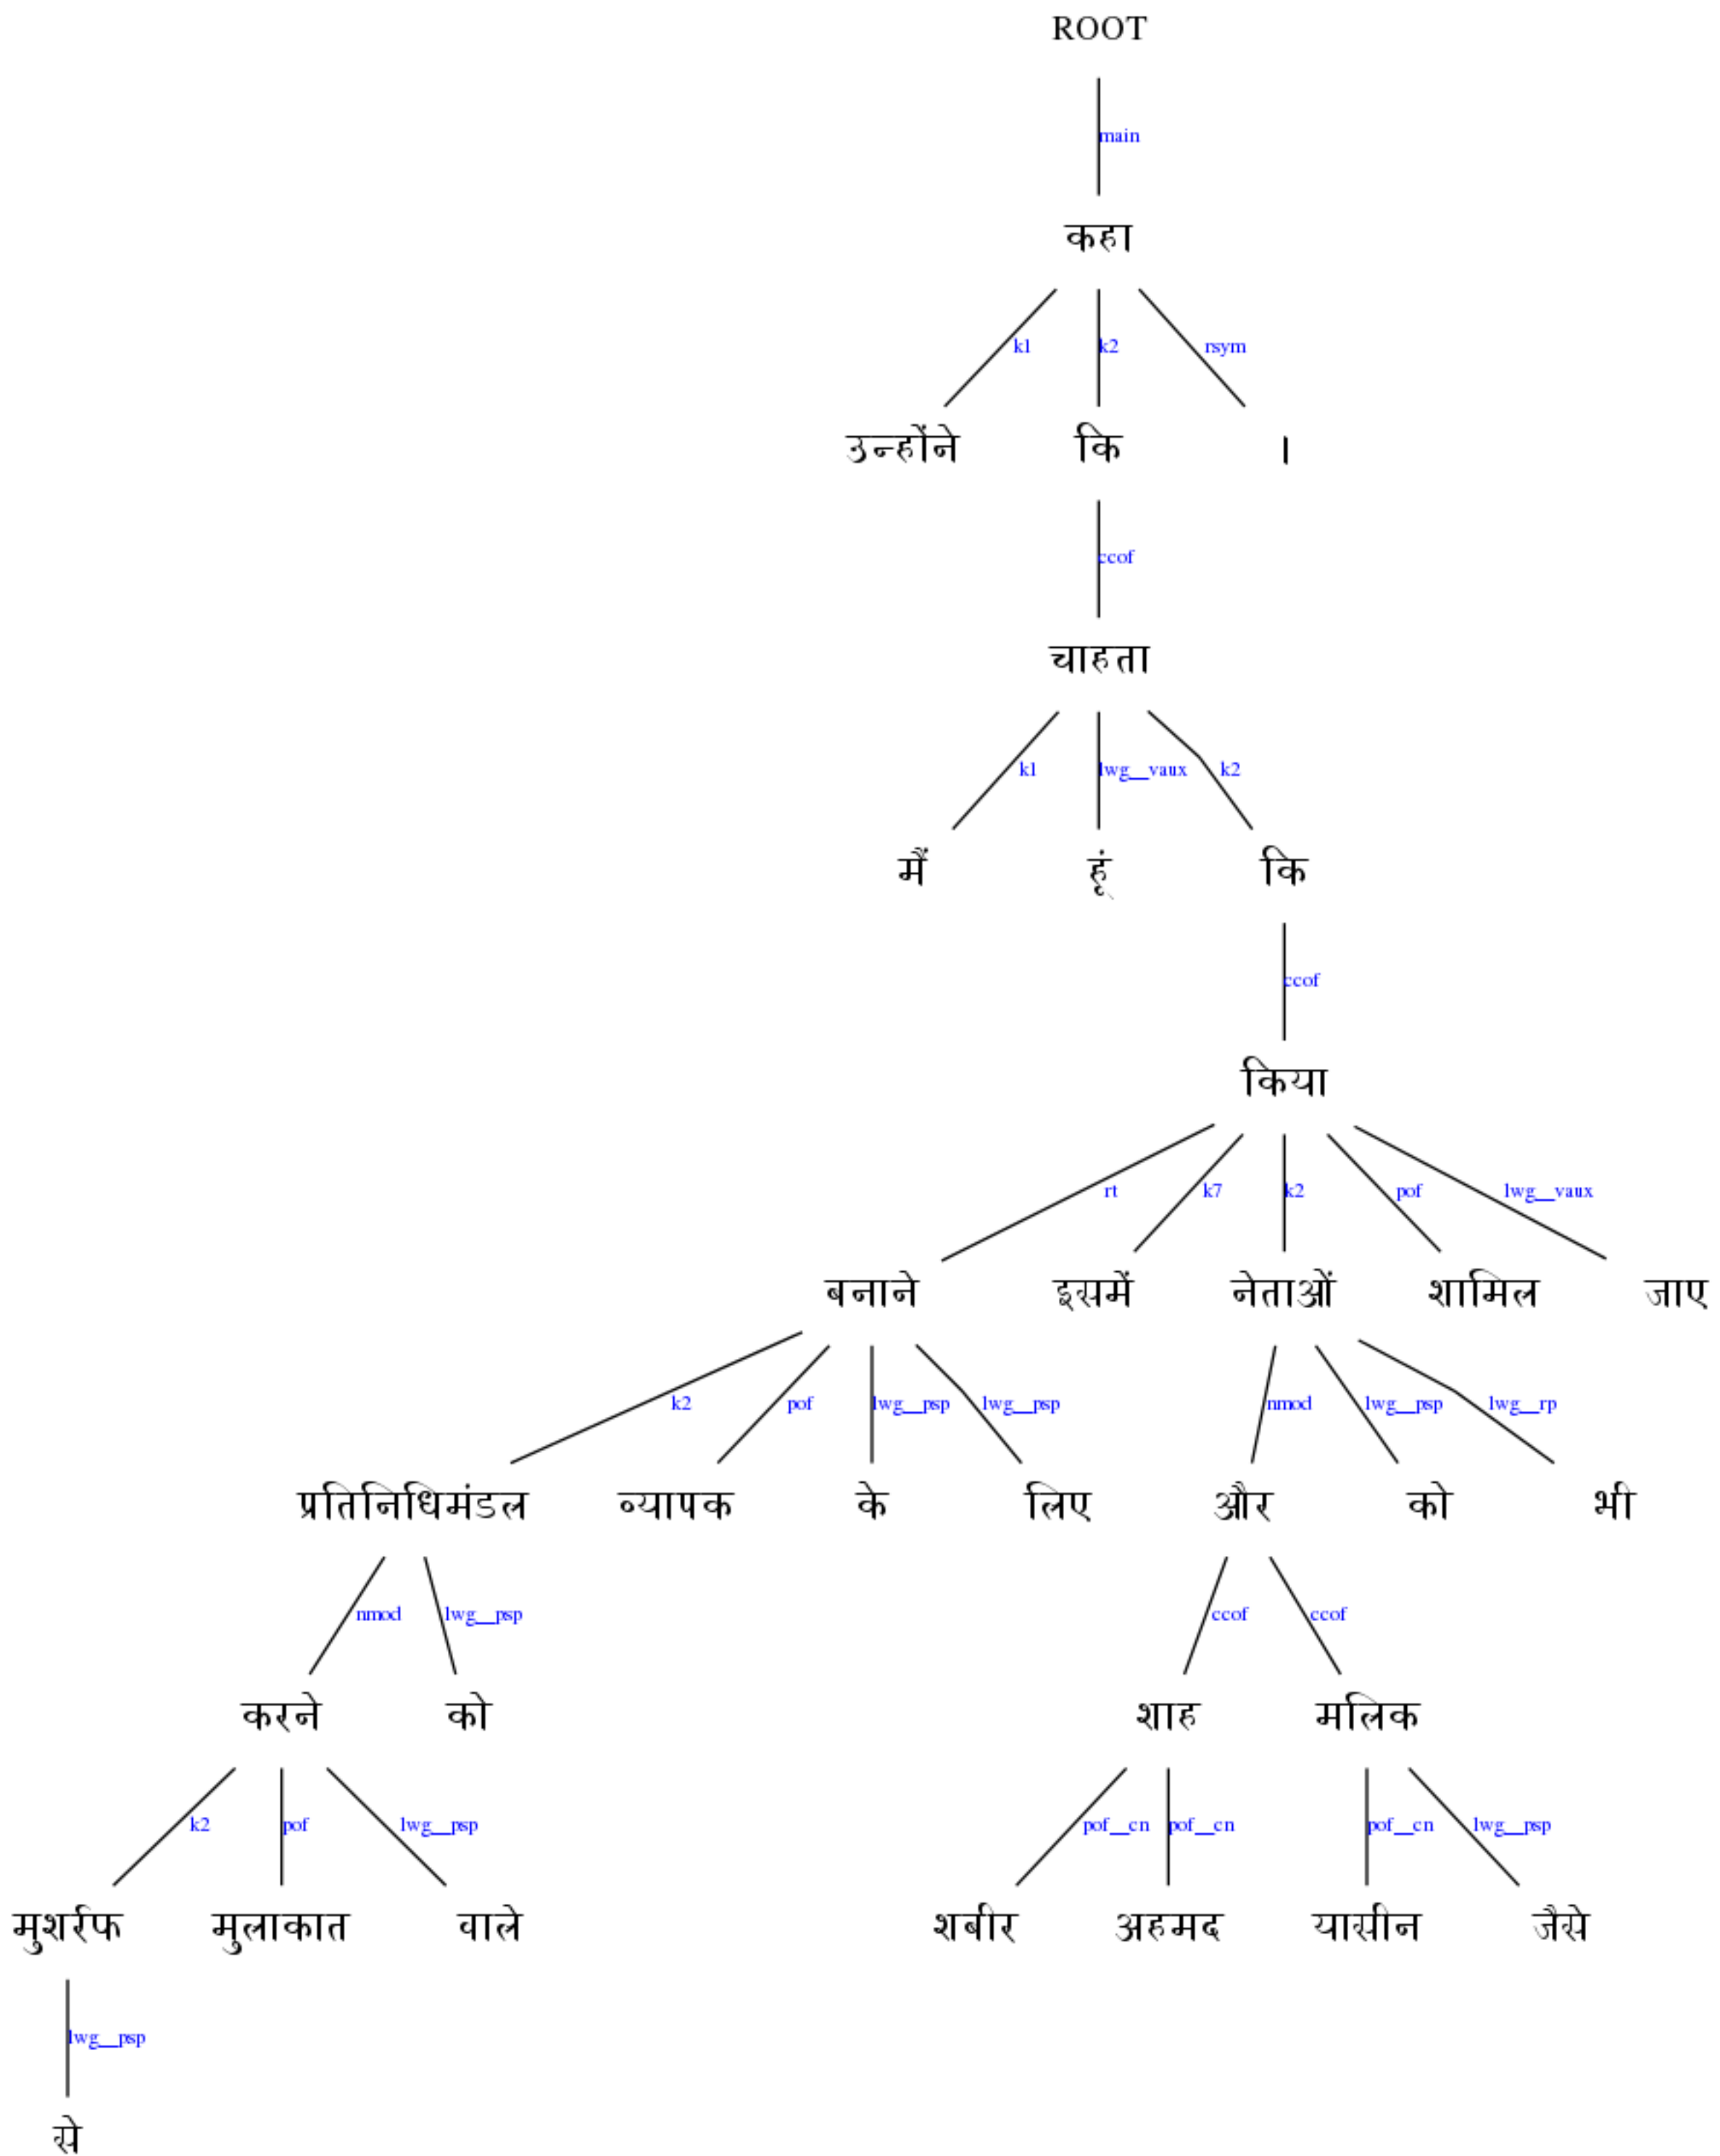 ROOT
main
कहा
k1 k2 rsym
उन्होंने कि ।
ccof
चाहता
k1 lwg__vaux k2
मैं हूं कि
ccof
किया
rt k7 k2 pof lwg__vaux
बनाने इसमें नेताओं शामिल जाए
k2 pof lwg__psp lwg__psp nmod lwg__psp lwg__rp
प्रतिनिधिमंडल व्यापक के लिए और को भी
nmod lwg__psp ccof ccof
करने को शाह मलिक
k2 pof lwg__psp pof__cn pof__cn pof__cn lwg__psp
मुशर्रफ मुलाकात वाले शबीर अहमद यासीन जैसे
lwg__psp
से